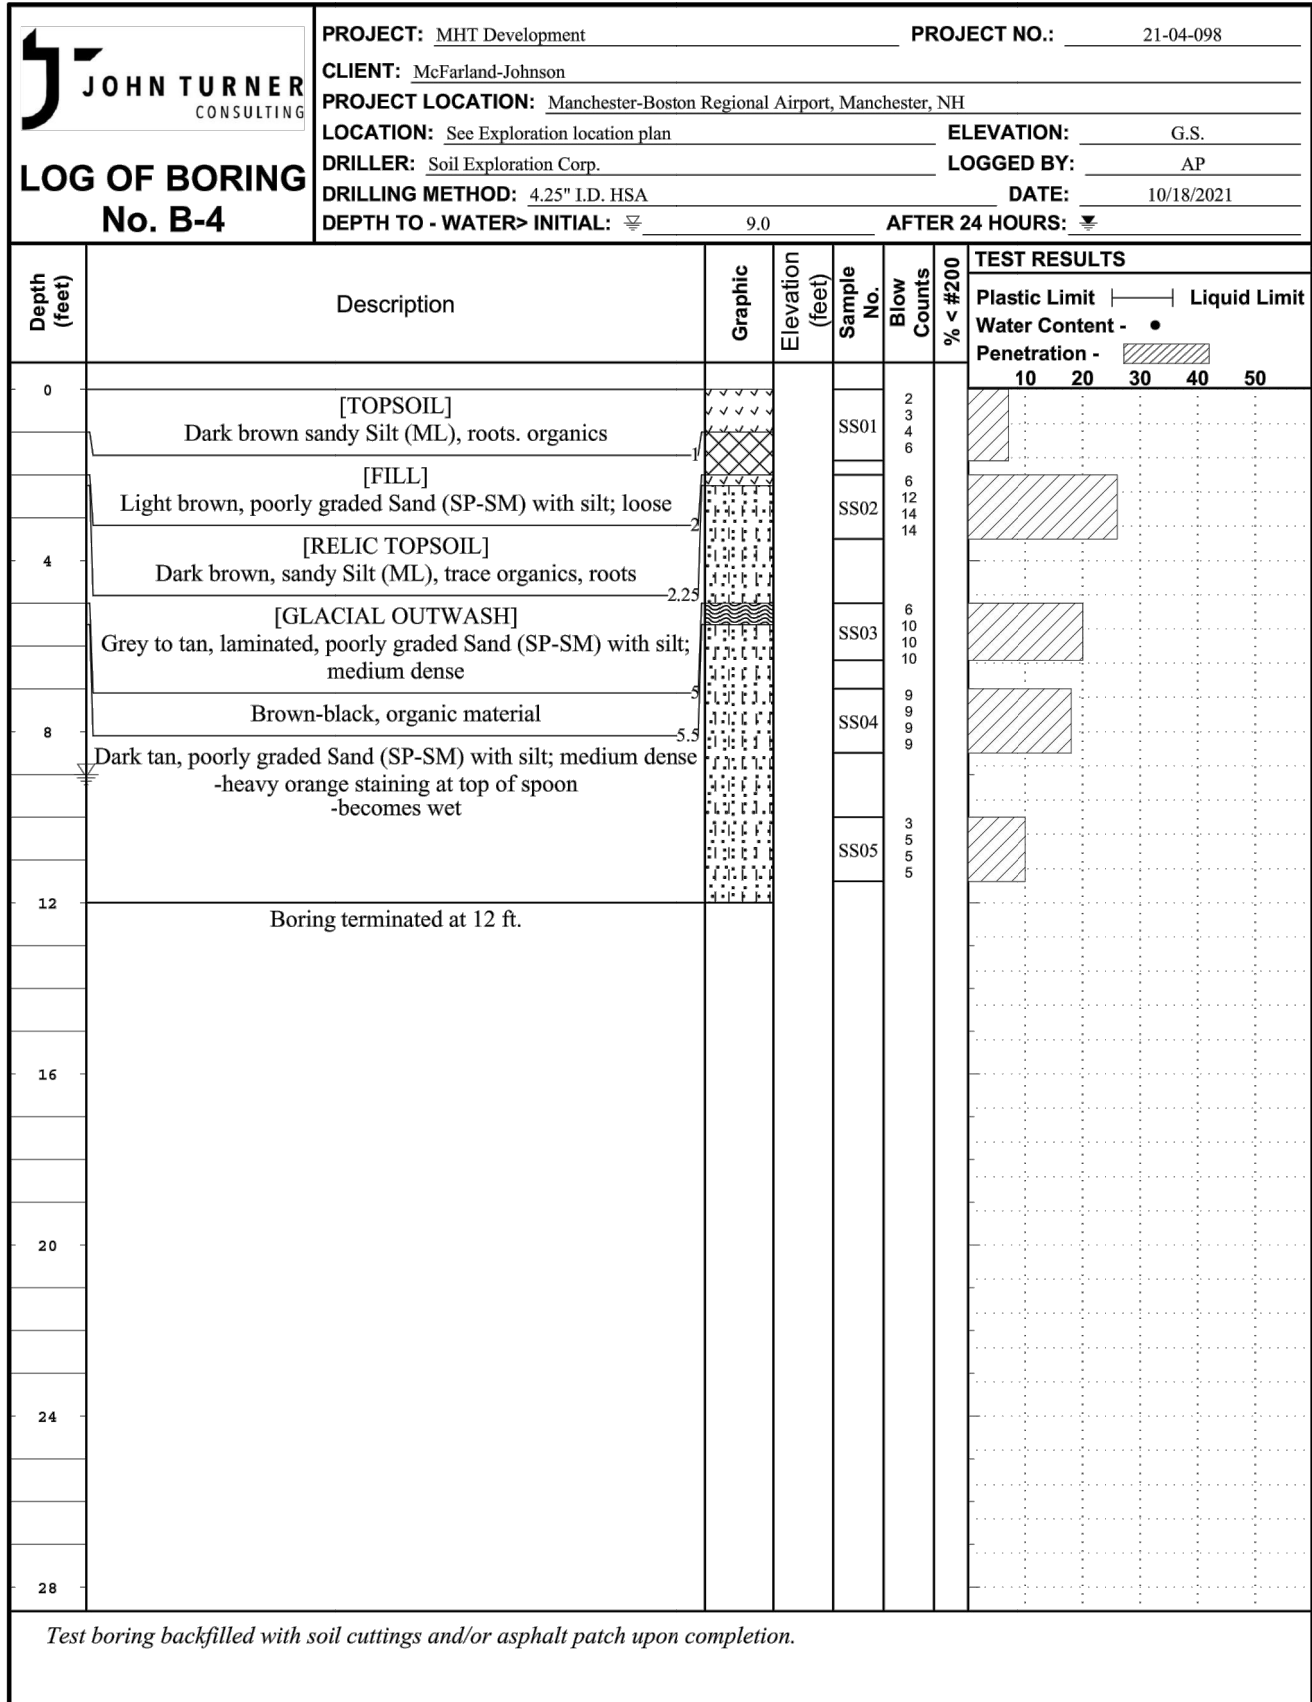 JOHN TURNER
CONSULTING
LOG OF BORING
No. B-4
PROJECT: MHT Development PROJECT NO.: 21-04-098
CLIENT: McFarland-Johnson
PROJECT LOCATION: Manchester-Boston Regional Airport, Manchester, NH
LOCATION: See Exploration location plan ELEVATION: G.S.
DRILLER: Soil Exploration Corp. LOGGED BY: AP
DRILLING METHOD: 4.25" I.D. HSA DATE: 10/18/2021
DEPTH TO - WATER> INITIAL: 9.0 AFTER 24 HOURS:
Depth
(feet)
Description
Graphic
Elevation
(feet)
Sample
No.
Blow
Counts
% < #200
TEST RESULTS
Plastic Limit Liquid Limit
Water Content - ●
Penetration -
10 20 30 40 50
0
[TOPSOIL]
Dark brown sandy Silt (ML), roots. organics
1
SS01
2
3
4
6
[FILL]
Light brown, poorly graded Sand (SP-SM) with silt; loose
2
SS02
6
12
14
14
[RELIC TOPSOIL]
4
Dark brown, sandy Silt (ML), trace organics, roots
2.25
[GLACIAL OUTWASH]
Grey to tan, laminated, poorly graded Sand (SP-SM) with silt;
medium dense
5
SS03
6
10
10
10
Brown-black, organic material
5.5
8
SS04
9
9
9
9
Dark tan, poorly graded Sand (SP-SM) with silt; medium dense
-heavy orange staining at top of spoon
-becomes wet
SS05
3
5
5
5
12
Boring terminated at 12 ft.
16
20
24
28
Test boring backfilled with soil cuttings and/or asphalt patch upon completion.